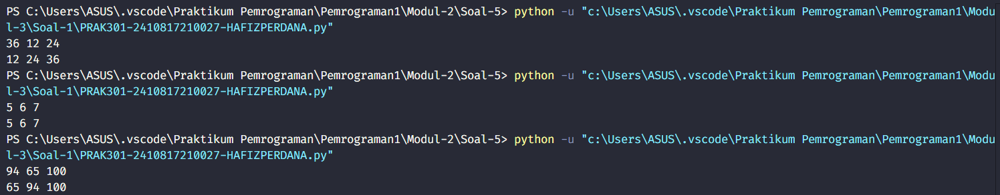 PS C:\Users\ASUS\.vscode\Praktikum Pemrograman\Pemrograman1\Modul-2\Soal-5> python -u "c:\Users\ASUS\.vscode\Praktikum Pemrograman\Pemrograman1\Modu
l-3\Soal-1\PRAK301-2410817210027-HAFIZPERDANA.py"
36 12 24
12 24 36
PS C:\Users\ASUS\.vscode\Praktikum Pemrograman\Pemrograman1\Modul-2\Soal-5> python -u "c:\Users\ASUS\.vscode\Praktikum Pemrograman\Pemrograman1\Modu
l-3\Soal-1\PRAK301-2410817210027-HAFIZPERDANA.py"
5 6 7
5 6 7
PS C:\Users\ASUS\.vscode\Praktikum Pemrograman\Pemrograman1\Modul-2\Soal-5> python -u "c:\Users\ASUS\.vscode\Praktikum Pemrograman\Pemrograman1\Modu
l-3\Soal-1\PRAK301-2410817210027-HAFIZPERDANA.py"
94 65 100
65 94 100